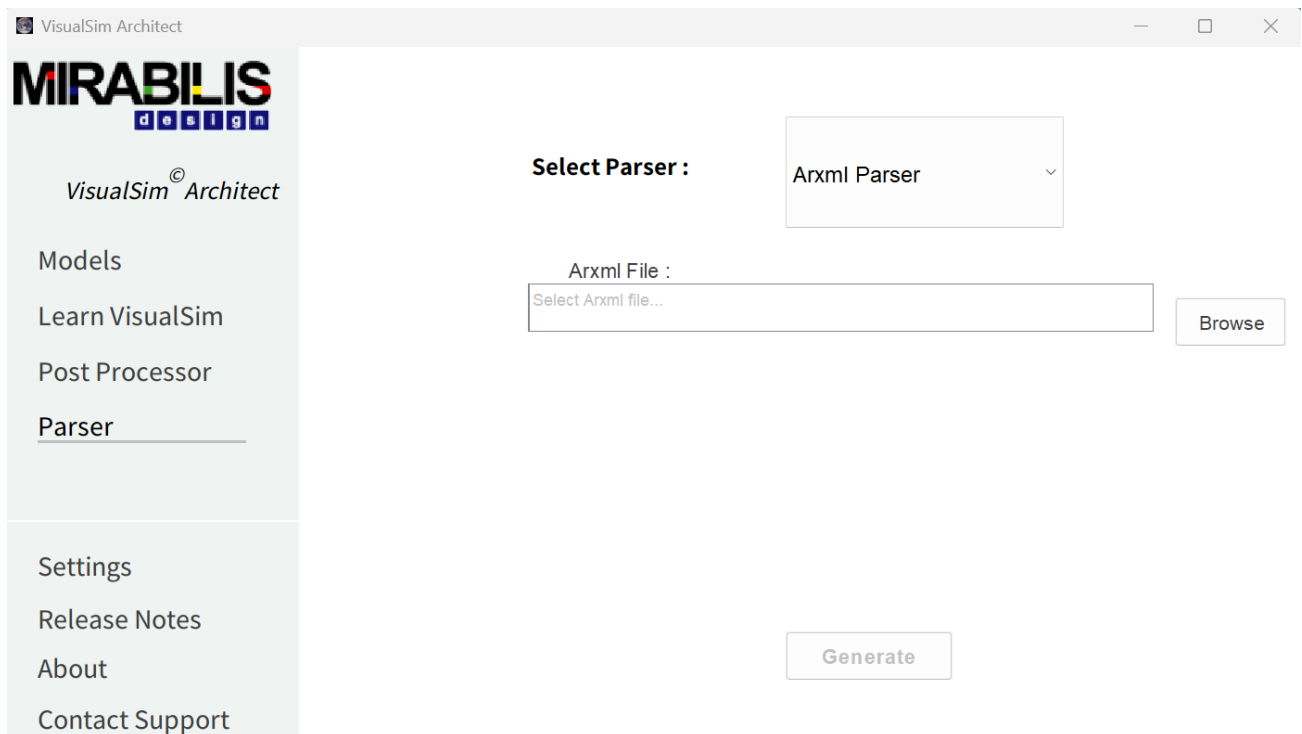 VisualSim Architect
MIRABILIS
design
VisualSim© Architect
Models
Learn VisualSim
Post Processor
Parser
Settings
Release Notes
About
Contact Support
Select Parser :
Arxml Parser
Arxml File :
Select Arxml file...
Browse
Generate